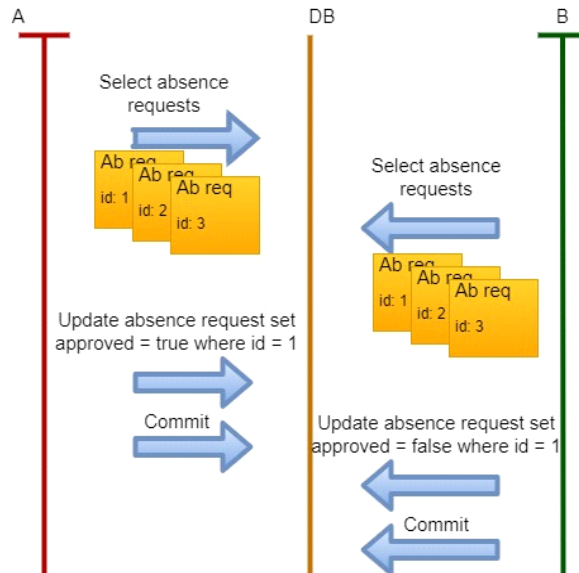 A
DB
B
Select absence
requests
Ab req
id: 1
Ab req
id: 2
Ab req
id: 3
Select absence
requests
Ab req
id: 1
Ab req
id: 2
Ab req
id: 3
Update absence request set
approved = true where id = 1
Commit
Update absence request set
approved = false where id = 1
Commit